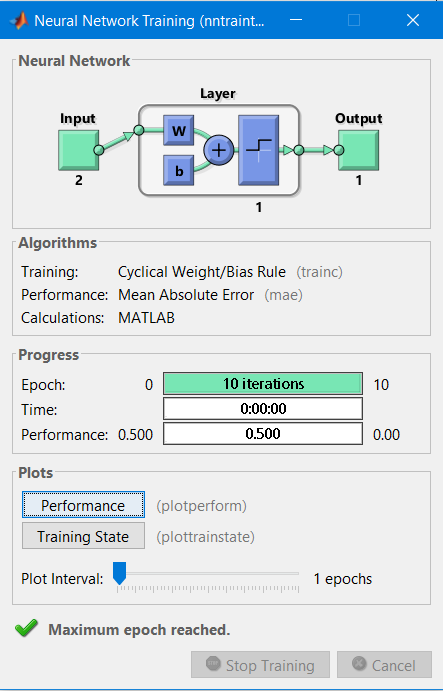 Neural Network Training (nntraint...
Neural Network
Layer
Input
Output
W
b
+
2
1
1
Algorithms
Training: Cyclical Weight/Bias Rule (trainc)
Performance: Mean Absolute Error (mae)
Calculations: MATLAB
Progress
Epoch: 0 10 iterations 10
Time: 0:00:00
Performance: 0.500 0.500 0.00
Plots
Performance (plotperform)
Training State (plottrainstate)
Plot Interval: 1 epochs
Maximum epoch reached.
Stop Training Cancel